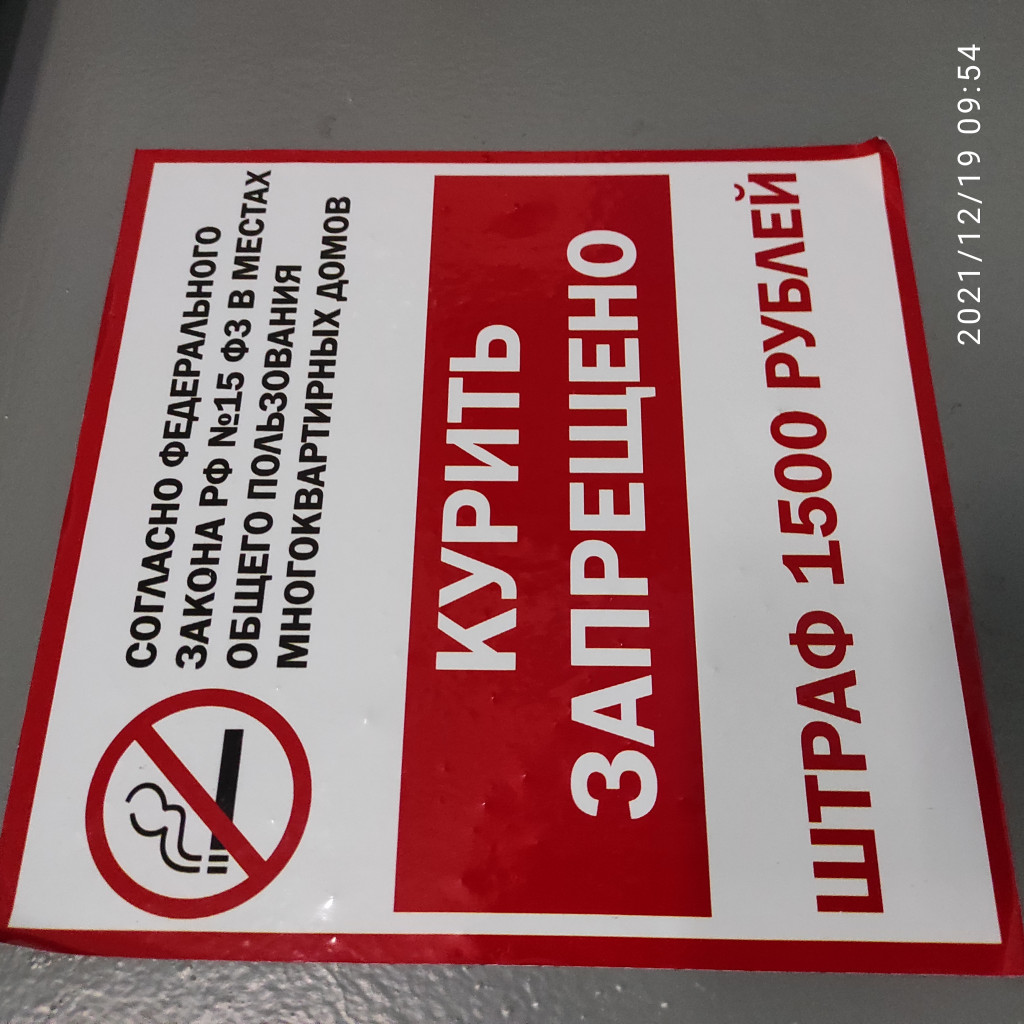 СОГЛАСНО ФЕДЕРАЛЬНОГО
ЗАКОНА РФ №15 ФЗ В МЕСТАХ
ОБЩЕГО ПОЛЬЗОВАНИЯ
МНОГОКВАРТИРНЫХ ДОМОВ
КУРИТЬ
ЗАПРЕЩЕНО
ШТРАФ 1500 РУБЛЕЙ
2021/12/19 09:54